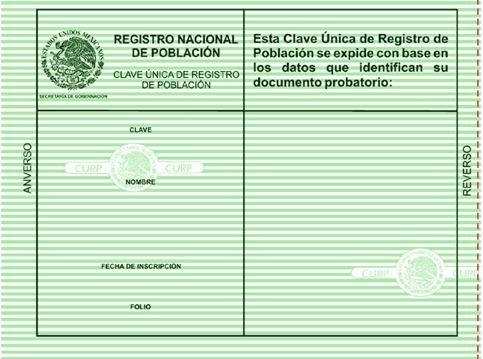 ESTADOS UNIDOS MEXICANOS
SECRETARÍA DE GOBERNACIÓN
REGISTRO NACIONAL
DE POBLACIÓN
CLAVE ÚNICA DE REGISTRO
DE POBLACIÓN
Esta Clave Única de Registro de
Población se expide con base en
los datos que identifican su
documento probatorio:
ANVERSO
CLAVE
CURP CURP
NOMBRE
FECHA DE INSCRIPCIÓN
FOLIO
CURP CURP
REVERSO